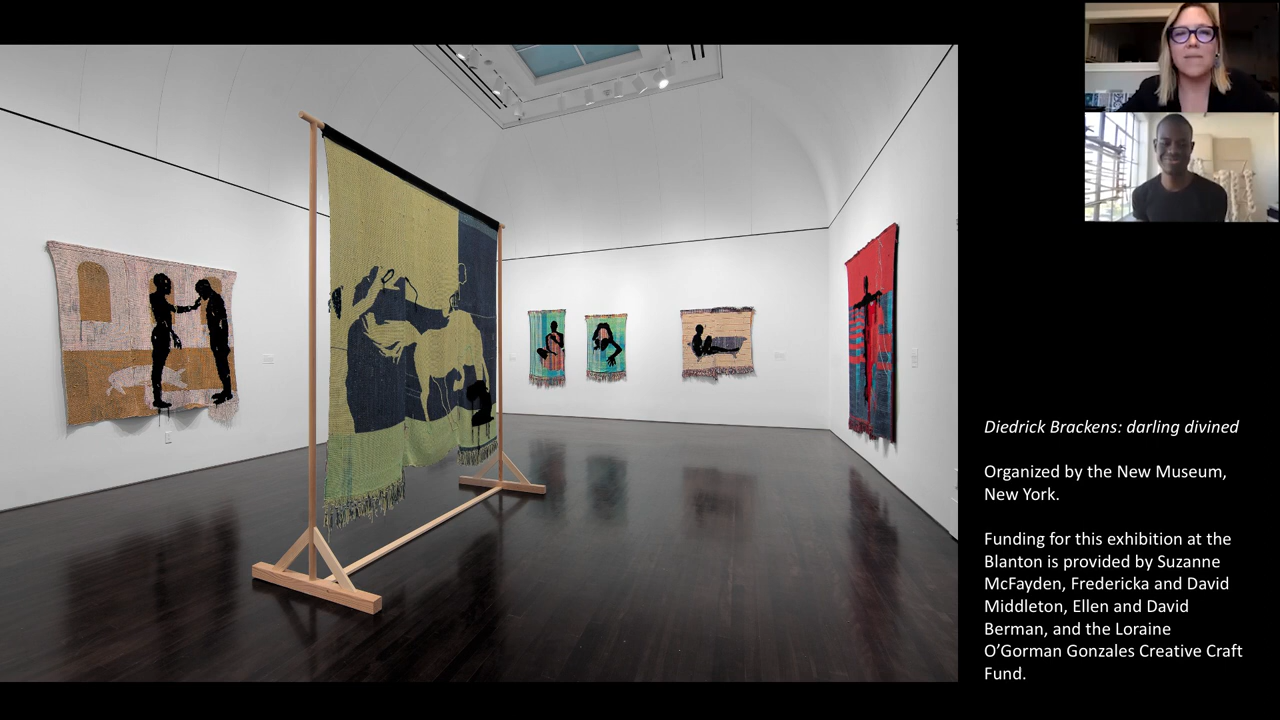 Diedrick Brackens: darling divined
Organized by the New Museum,
New York.
Funding for this exhibition at the
Blanton is provided by Suzanne
McFayden, Fredericka and David
Middleton, Ellen and David
Berman, and the Loraine
O’Gorman Gonzales Creative Craft
Fund.